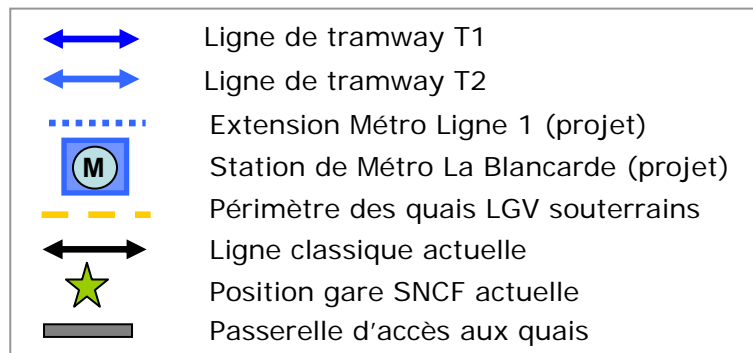 Ligne de tramway T1
Ligne de tramway T2
Extension Métro Ligne 1 (projet)
M Station de Métro La Blancarde (projet)
Périmètre des quais LGV souterrains
Ligne classique actuelle
Position gare SNCF actuelle
Passerelle d'accès aux quais